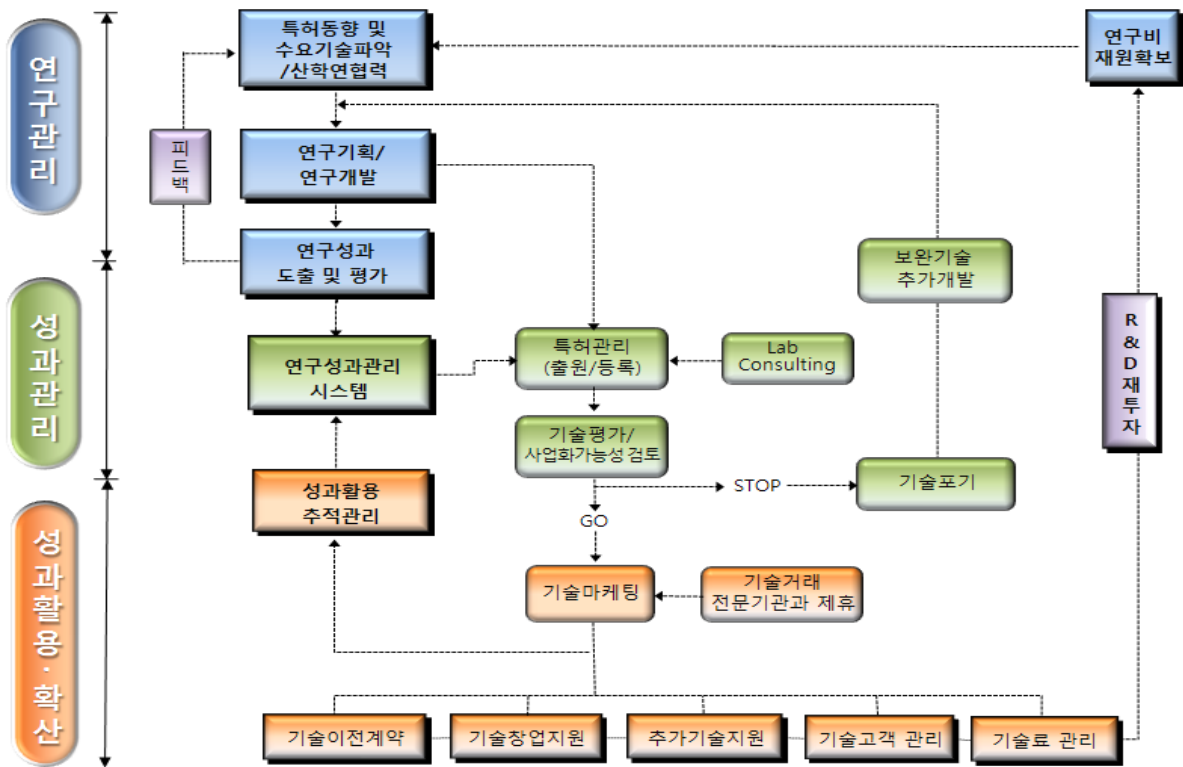 연구관리
성과관리
성과활용·확산
특허동향 및
수요기술파악
/산학연협력
연구비
재원확보
피드백
연구기획/
연구개발
연구성과
도출 및 평가
보완기술
추가개발
R&D재투자
연구성과관리
시스템
특허관리
(출원/등록)
Lab
Consulting
기술평가/
사업화가능성 검토
성과활용
추적관리
STOP
기술포기
GO
기술마케팅
기술거래
전문기관과 제휴
기술이전계약
기술창업지원
추가기술지원
기술고객 관리
기술료 관리